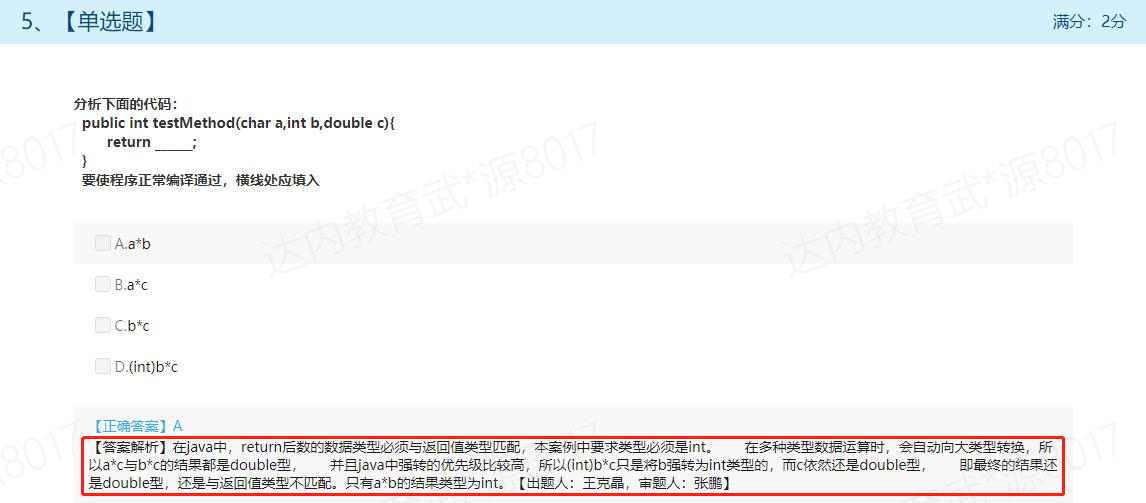 5、【单选题】 满分：2分
分析下面的代码：
public int testMethod(char a,int b,double c){
return ______;
}
要使程序正常编译通过，横线处应填入
A.a*b
B.a*c
C.b*c
D.(int)b*c
【正确答案】A
【答案解析】在java中，return后数的数据类型必须与返回值类型匹配，本案例中要求类型必须是int。 在多种类型数据运算时，会自动向大类型转换，所
以a*c与b*c的结果都是double型， 并且java中强转的优先级比较高，所以(int)b*c只是将b强转为int类型的，而c依然还是double型， 即最终的结果还
是double型，还是与返回值类型不匹配。只有a*b的结果类型为int。【出题人：王克晶，审题人：张鹏】
达内教育武*源8017
达内教育武*源8017